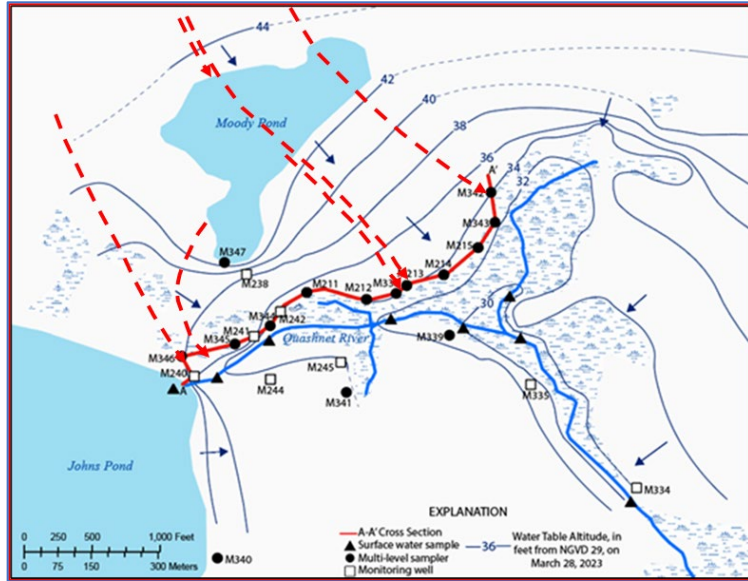 44
42
40
38
36
34
32
30
Moody Pond
A'
M342
M343
M215
M214
M347
M238
M211
M212
M33
213
M344
M242
M241
M345
M346
M240
A
Quashnet River
M339
M245
M244
M341
M335
M334
Johns Pond
M340
0 250 500 1,000 Feet
0 75 150 300 Meters
EXPLANATION
A-A' Cross Section
Surface water sample
Multi-level sampler
Monitoring well
36
Water Table Altitude, in
feet from NGVD 29, on
March 28, 2023